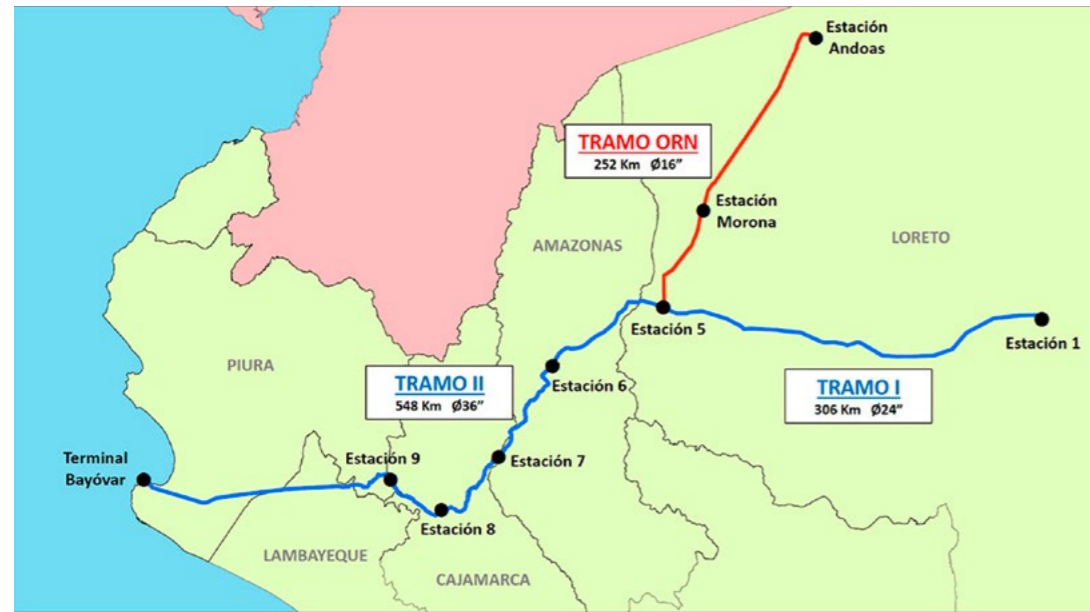 Estación
Andoas
TRAMO ORN
252 Km Ø16”
Estación
Morona
AMAZONAS
LORETO
Estación 5
Estación 1
PIURA
TRAMO II
548 Km Ø36”
Estación 6
TRAMO I
306 Km Ø24”
Terminal
Bayóvar
Estación 9
Estación 7
Estación 8
LAMBAYEQUE
CAJAMARCA